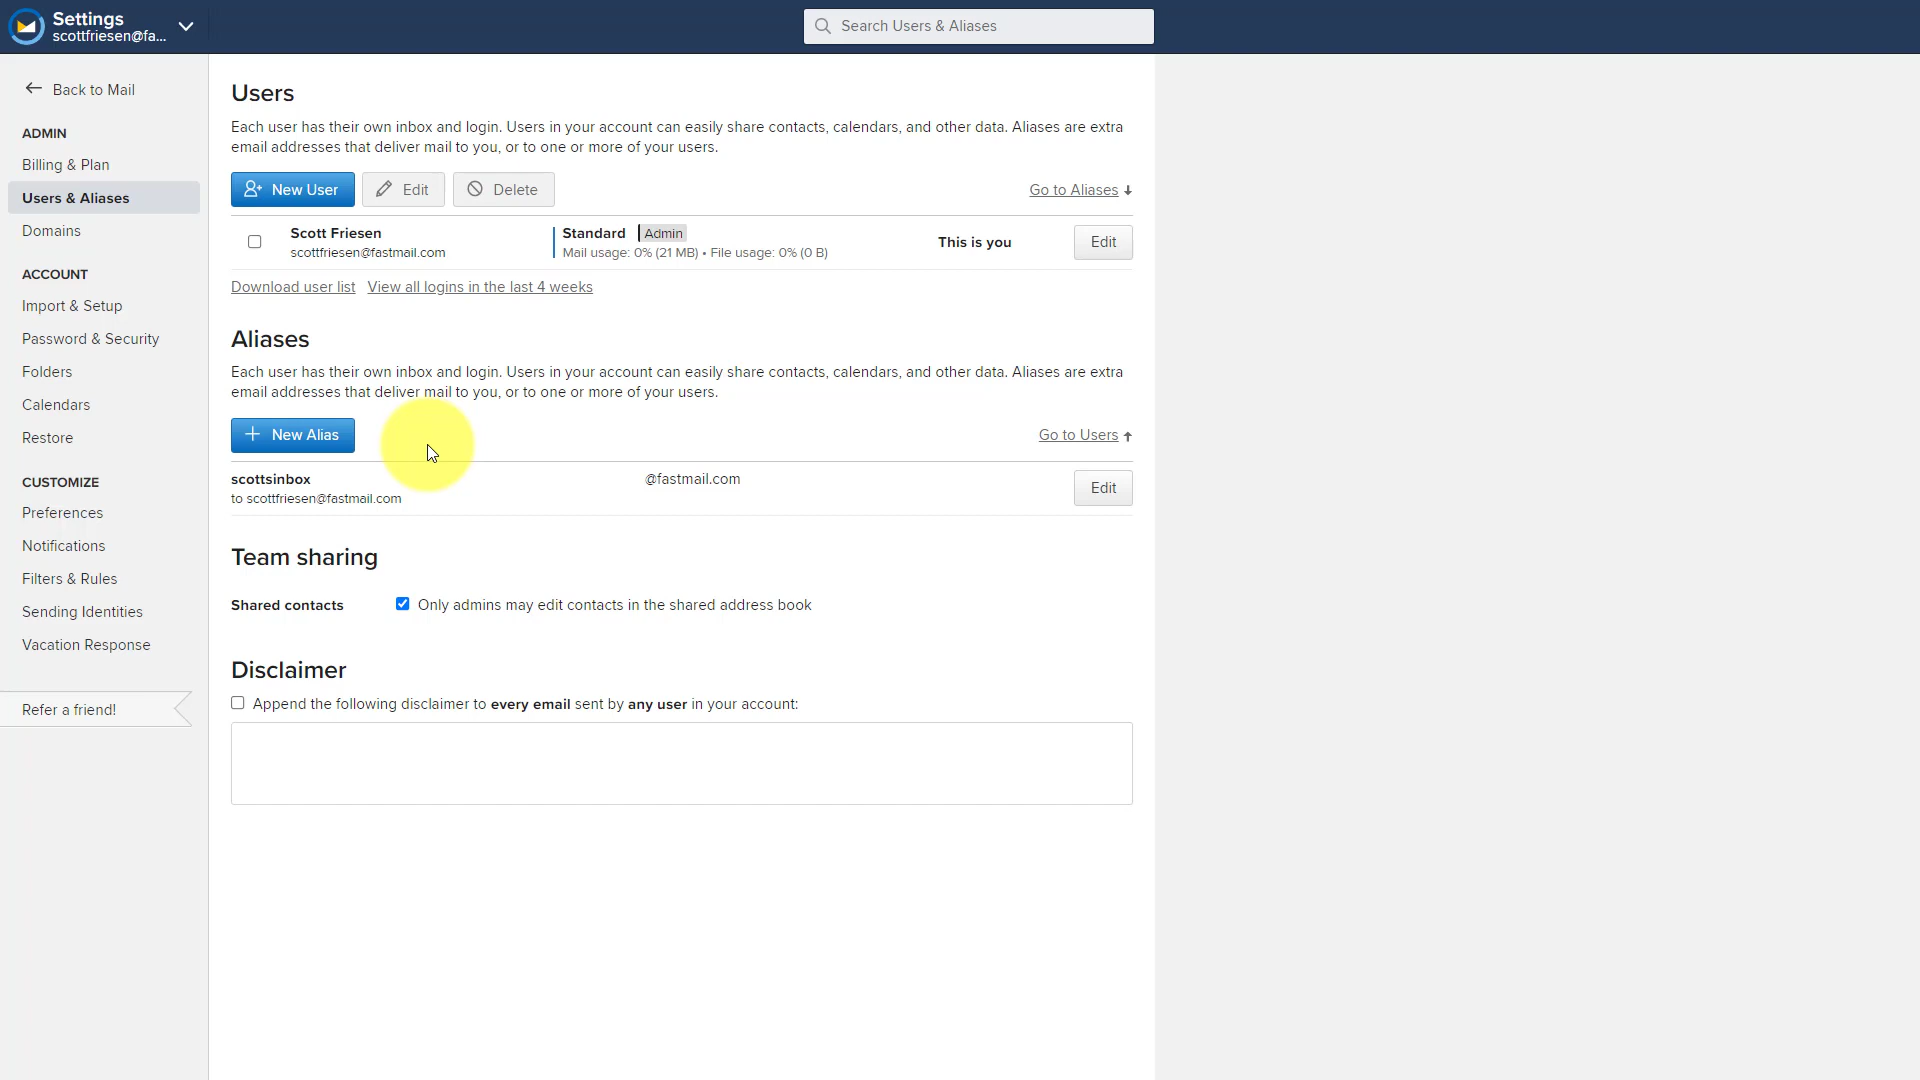 Settings
scottfriesen@fa...
Search Users & Aliases
Back to Mail
ADMIN
Billing & Plan
Users & Aliases
Domains
ACCOUNT
Import & Setup
Password & Security
Folders
Calendars
Restore
CUSTOMIZE
Preferences
Notifications
Filters & Rules
Sending Identities
Vacation Response
Refer a friend!
Users
Each user has their own inbox and login. Users in your account can easily share contacts, calendars, and other data. Aliases are extra
email addresses that deliver mail to you, or to one or more of your users.
New User Edit Delete Go to Aliases
Scott Friesen Standard Admin
scottfriesen@fastmail.com Mail usage: 0% (21 MB) • File usage: 0% (0 B)
This is you Edit
Download user list View all logins in the last 4 weeks
Aliases
Each user has their own inbox and login. Users in your account can easily share contacts, calendars, and other data. Aliases are extra
email addresses that deliver mail to you, or to one or more of your users.
New Alias Go to Users
scottsinbox @fastmail.com
to scottfriesen@fastmail.com
Edit
Team sharing
Shared contacts Only admins may edit contacts in the shared address book
Disclaimer
Append the following disclaimer to every email sent by any user in your account: